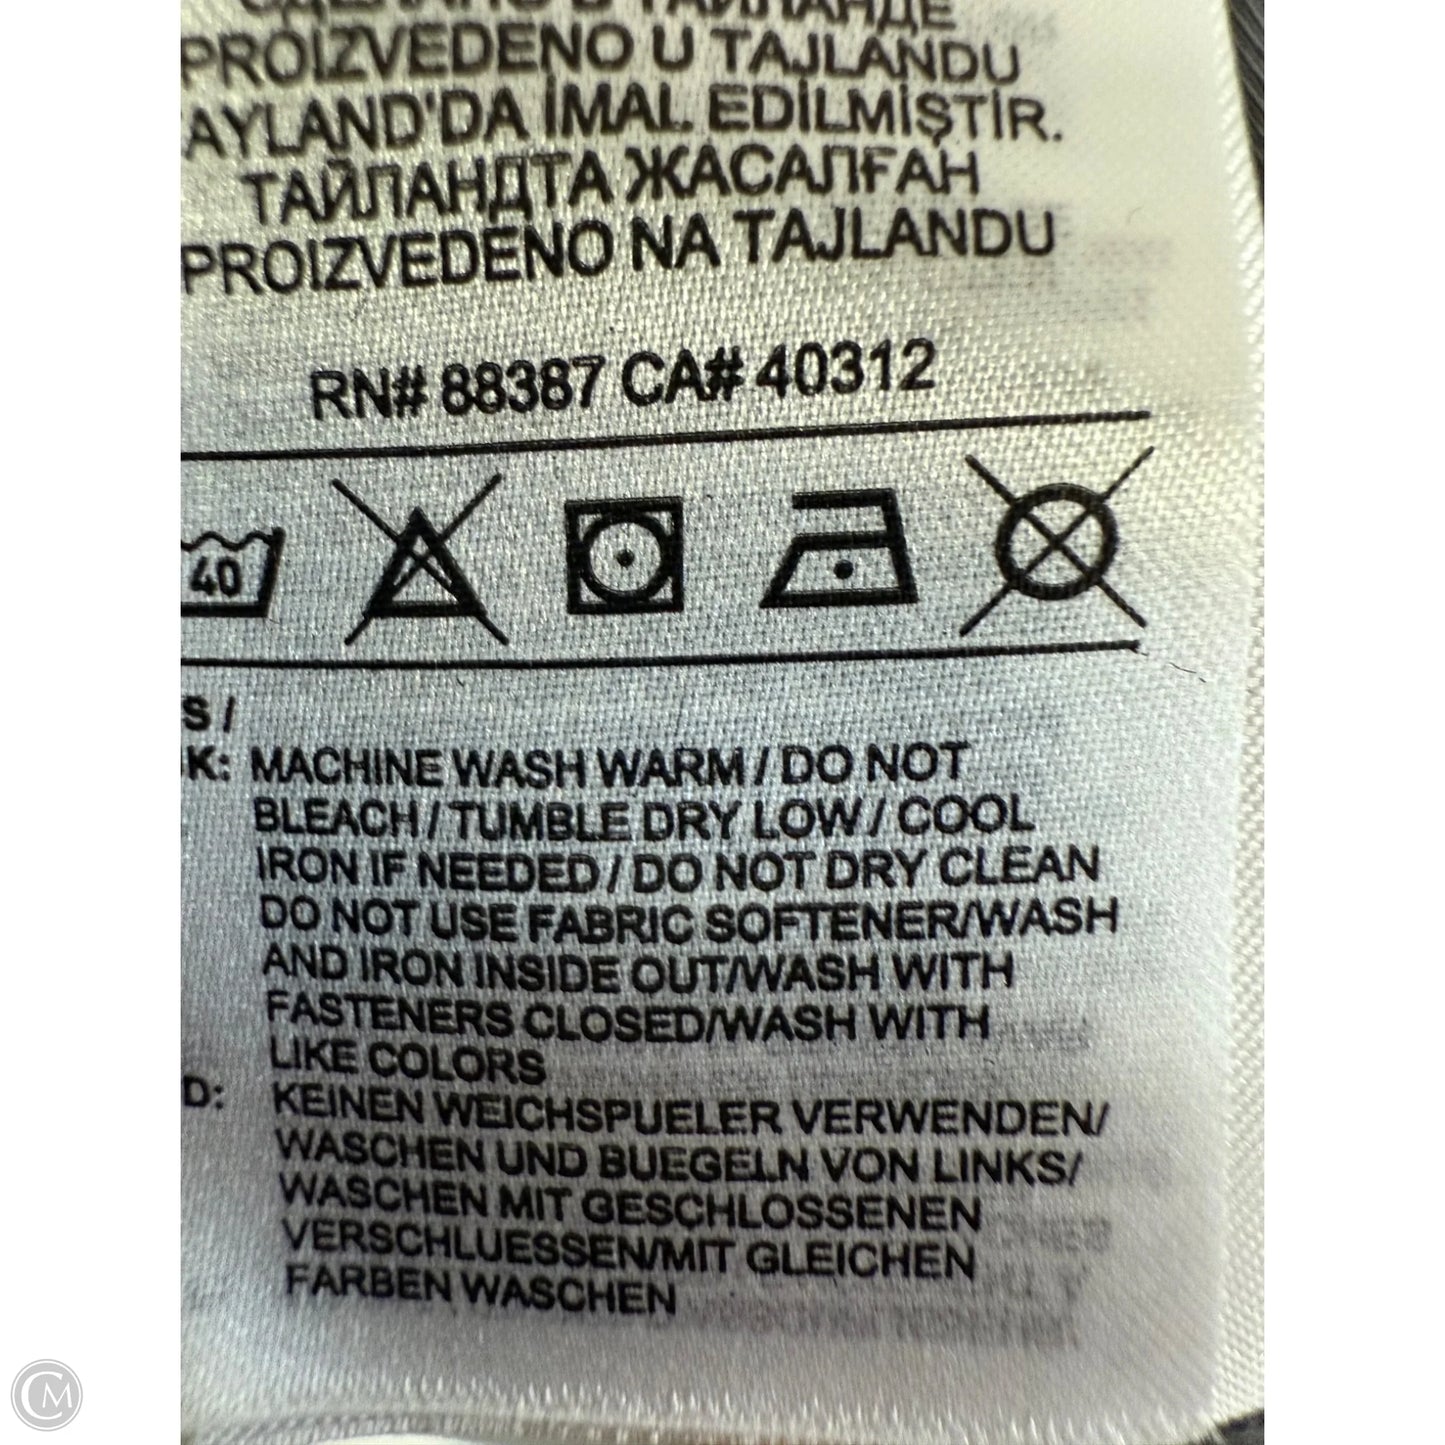 СДЕЛАНО В ТАЙЛАНДЕ
PROIZVEDENO U TAJLANDU
AYLAND'DA İMAL EDİLMİŞTİR.
ТАЙЛАНДТА ЖАСАЛҒАН
PROIZVEDENO NA TAJLANDU
RN# 88387 CA# 40312
40
S /
K: MACHINE WASH WARM / DO NOT
BLEACH / TUMBLE DRY LOW / COOL
IRON IF NEEDED / DO NOT DRY CLEAN
DO NOT USE FABRIC SOFTENER/WASH
AND IRON INSIDE OUT/WASH WITH
FASTENERS CLOSED/WASH WITH
LIKE COLORS
D: KEINEN WEICHSPUELER VERWENDEN/
WASCHEN UND BUEGELN VON LINKS/
WASCHEN MIT GESCHLOSSENEN
VERSCHLUESSEN/MIT GLEICHEN
FARBEN WASCHEN
CM